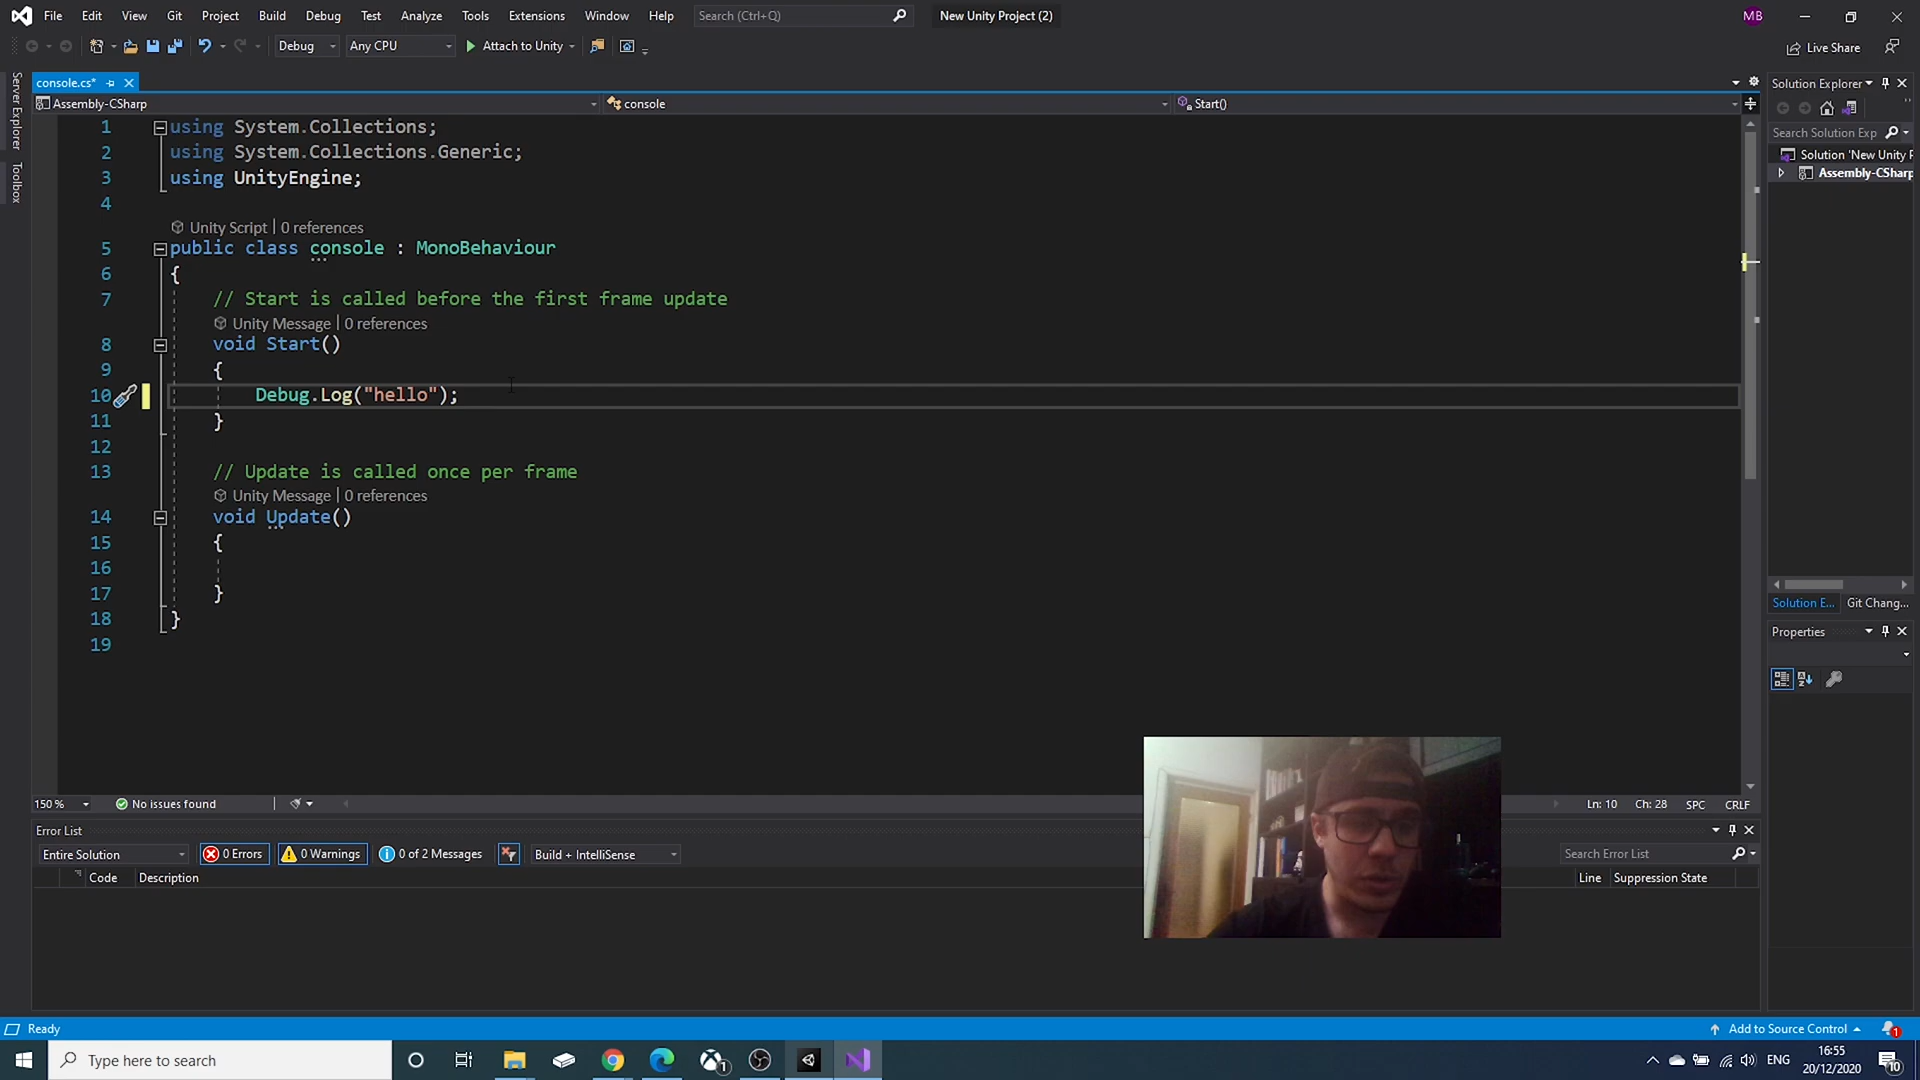 File Edit View Git Project Build Debug Test Analyze Tools Extensions Window Help Search (Ctrl+Q) New Unity Project (2) MB
Debug Any CPU Attach to Unity Live Share
Server Explorer
Toolbox
console.cs*
Assembly-CSharp console Start()
1 using System.Collections;
2 using System.Collections.Generic;
3 using UnityEngine;
4
Unity Script | 0 references
5 public class console : MonoBehaviour
6 {
7 // Start is called before the first frame update
Unity Message | 0 references
8 void Start()
9 {
10 Debug.Log("hello");
11 }
12
13 // Update is called once per frame
Unity Message | 0 references
14 void Update()
15 {
16
17 }
18 }
19
150 % No issues found Ln: 10 Ch: 28 SPC CRLF
Error List
Entire Solution 0 Errors 0 Warnings 0 of 2 Messages Build + IntelliSense Search Error List
Code Description Line Suppression State
Solution Explorer
Search Solution Exp
Solution 'New Unity P
Assembly-CSharp
Solution E... Git Chang...
Properties
Ready Add to Source Control 1
Type here to search 1 ENG 16:55
20/12/2020 10